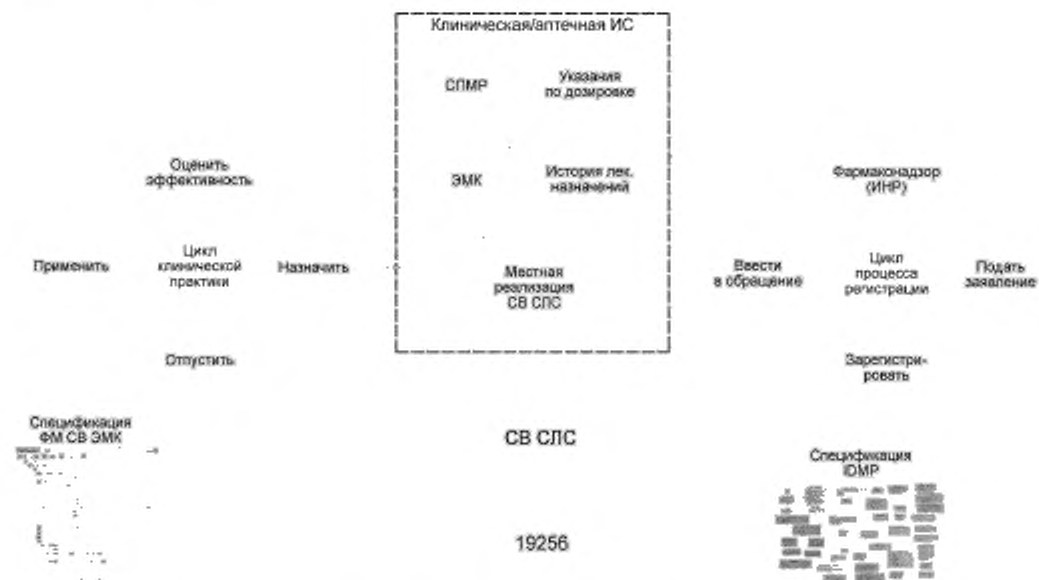 Клиническая/аптечная ИС
СПМР
Указания
по дозировке
ЭМК
История лек.
назначений
Местная
реализация
СВ СЛС
Оценить
эффективность
Применить
Цикл
клинической
практики
Назначить
Отпустить
Фармаконадзор
(ИНР)
Ввести
в обращение
Цикл
процесса
регистрации
Подать
заявление
Зарегистри-
ровать
Спецификация
ФМ СВ ЭМК
СВ СЛС
Спецификация
IDMP
19256